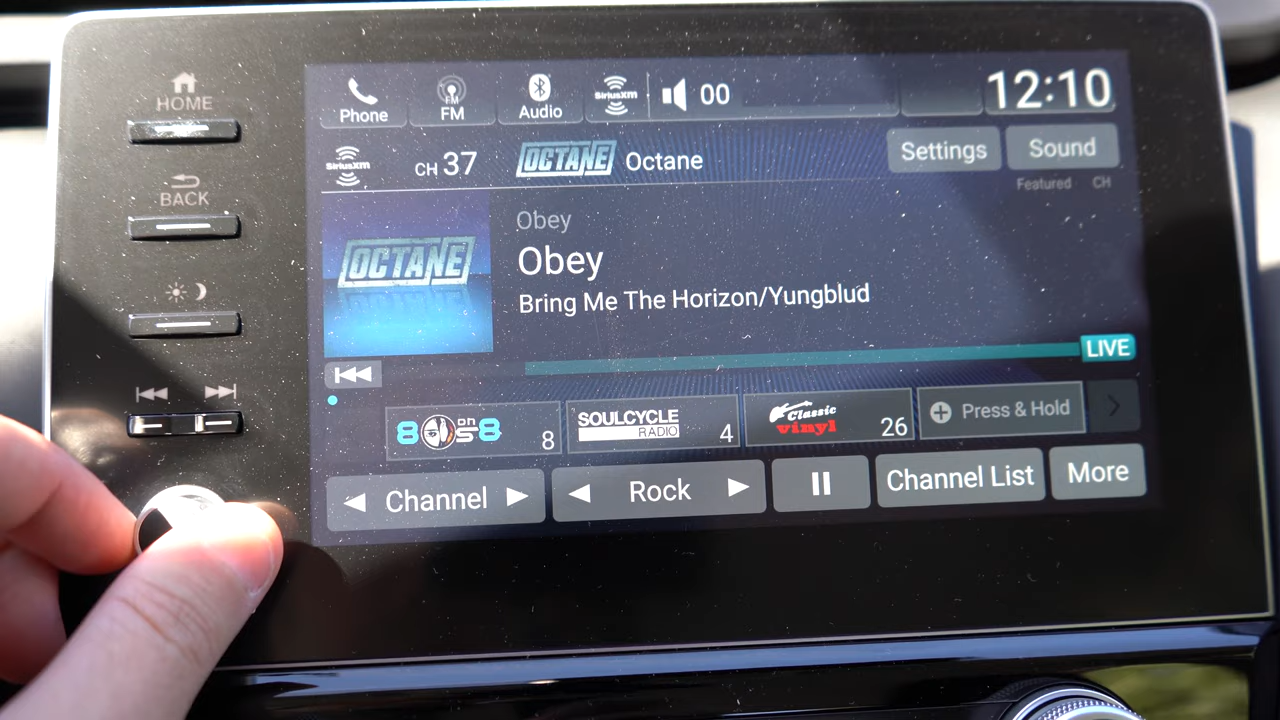 HOME
BACK
Phone
FM
FM
Audio
SiriusXM
00
12:10
SiriusXM
CH 37
OCTANE
Octane
Settings
Sound
Featured CH
OCTANE
Obey
Obey
Bring Me The Horizon/Yungblud
LIVE
8 on 8
8
SOULCYCLE
RADIO
4
Classic
vinyl
26
Press & Hold
Channel
Rock
Channel List
More